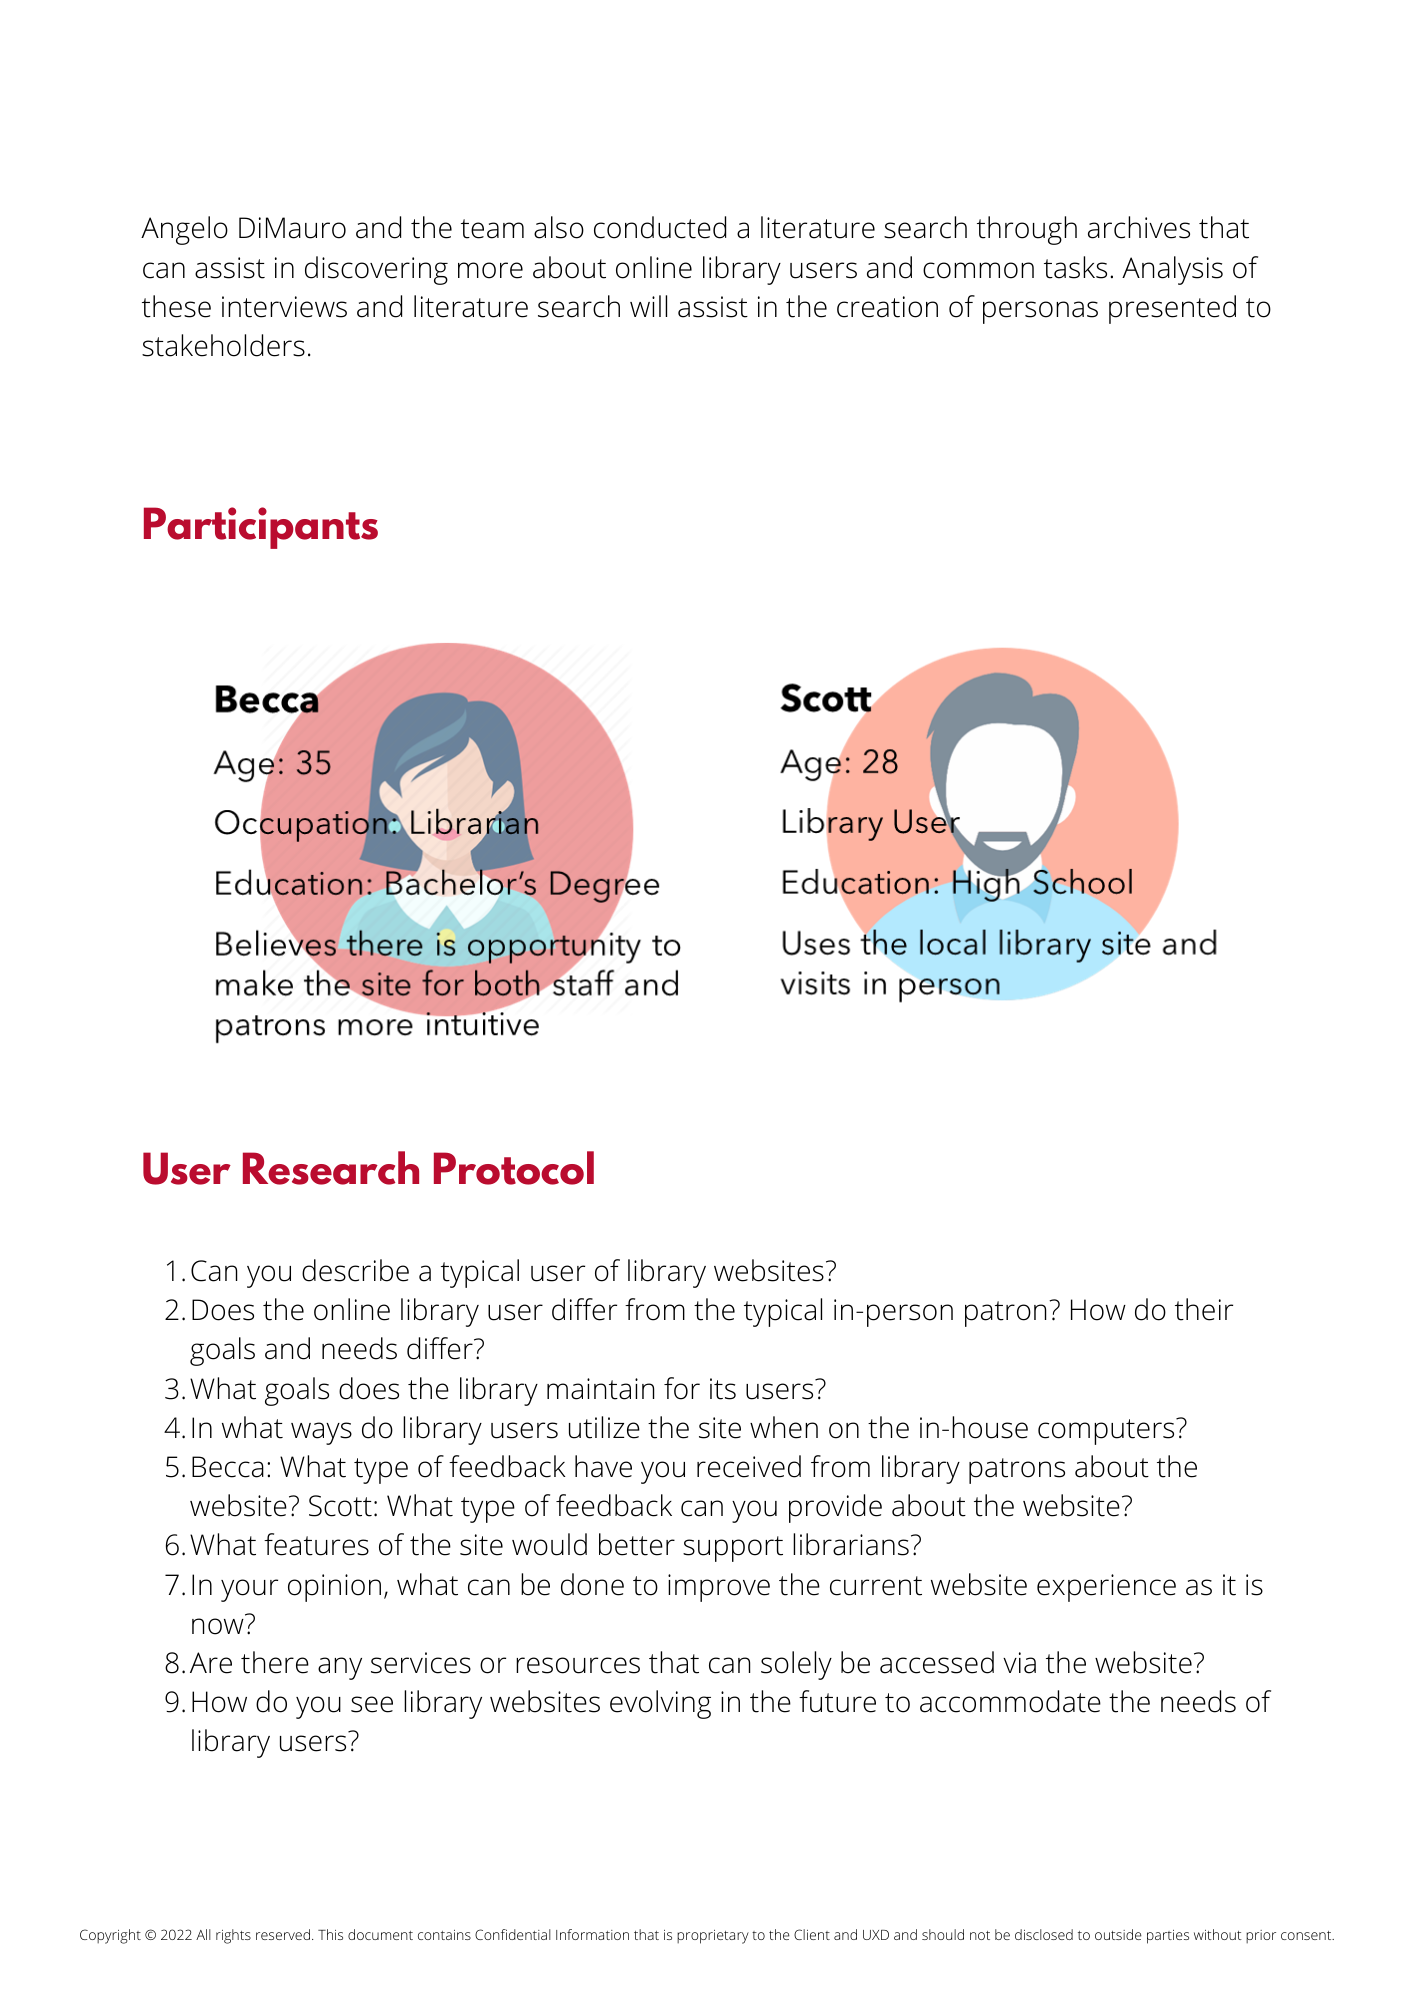 Angelo DiMauro and the team also conducted a literature search through archives that
can assist in discovering more about online library users and common tasks. Analysis of
these interviews and literature search will assist in the creation of personas presented to
stakeholders.
Participants
Becca
Age: 35
Occupation: Librarian
Education: Bachelor’s Degree
Believes there is opportunity to
make the site for both staff and
patrons more intuitive
Scott
Age: 28
Library User
Education: High School
Uses the local library site and
visits in person
User Research Protocol
1. Can you describe a typical user of library websites?
2. Does the online library user differ from the typical in-person patron? How do their
goals and needs differ?
3. What goals does the library maintain for its users?
4. In what ways do library users utilize the site when on the in-house computers?
5. Becca: What type of feedback have you received from library patrons about the
website? Scott: What type of feedback can you provide about the website?
6. What features of the site would better support librarians?
7. In your opinion, what can be done to improve the current website experience as it is
now?
8. Are there any services or resources that can solely be accessed via the website?
9. How do you see library websites evolving in the future to accommodate the needs of
library users?
Copyright © 2022 All rights reserved. This document contains Confidential Information that is proprietary to the Client and UXD and should not be disclosed to outside parties without prior consent.